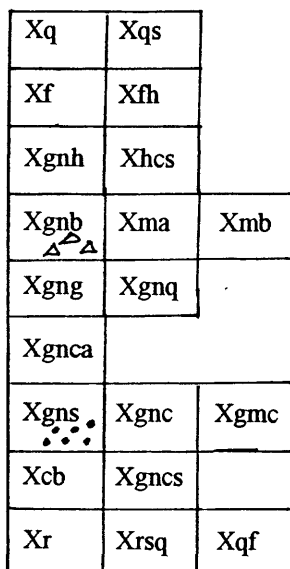 Xq Xqs
Xf Xfh
Xgnh Xhcs
Xgnb Xma Xmb
Xgng Xgnq
Xgnca
Xgns Xgnc Xgmc
Xcb Xgncs
Xr Xrsq Xqf